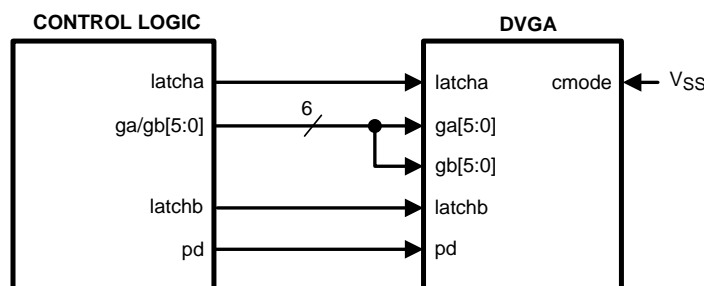 CONTROL LOGIC
DVGA
latcha
latcha
cmode
VSS
6
ga/gb[5:0]
ga[5:0]
gb[5:0]
latchb
latchb
pd
pd